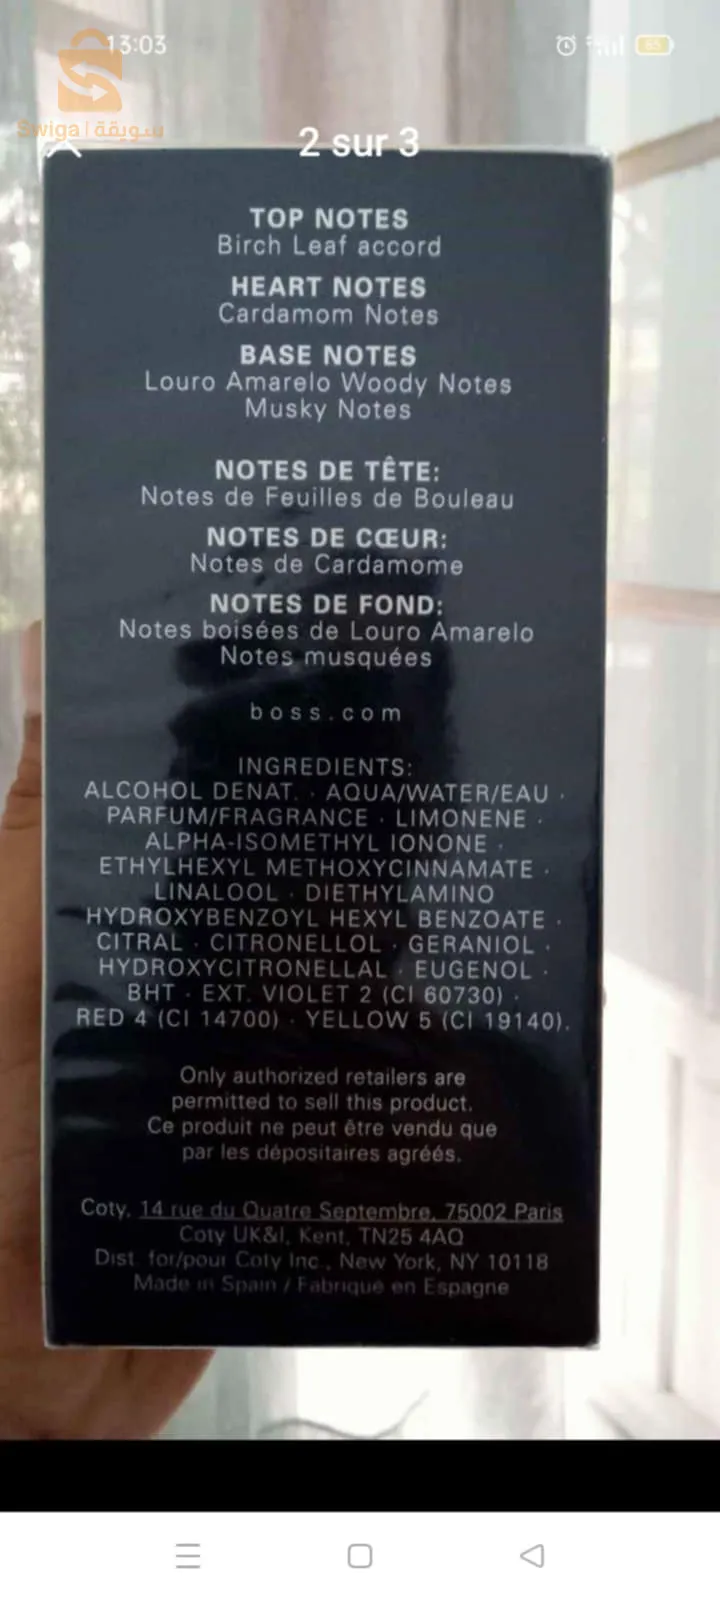 13:03
65
Swiga | سويقة
2 sur 3
TOP NOTES
Birch Leaf accord
HEART NOTES
Cardamom Notes
BASE NOTES
Louro Amarelo Woody Notes
Musky Notes
NOTES DE TÊTE:
Notes de Feuilles de Bouleau
NOTES DE CŒUR:
Notes de Cardamome
NOTES DE FOND:
Notes boisées de Louro Amarelo
Notes musquées
boss.com
INGREDIENTS:
ALCOHOL DENAT. · AQUA/WATER/EAU ·
PARFUM/FRAGRANCE · LIMONENE ·
ALPHA-ISOMETHYL IONONE ·
ETHYLHEXYL METHOXYCINNAMATE ·
LINALOOL · DIETHYLAMINO
HYDROXYBENZOYL HEXYL BENZOATE ·
CITRAL · CITRONELLOL · GERANIOL ·
HYDROXYCITRONELLAL · EUGENOL ·
BHT · EXT. VIOLET 2 (CI 60730) ·
RED 4 (CI 14700) · YELLOW 5 (CI 19140).
Only authorized retailers are
permitted to sell this product.
Ce produit ne peut être vendu que
par les dépositaires agréés.
Coty, 14 rue du Quatre Septembre, 75002 Paris
Coty UK&I, Kent, TN25 4AQ
Dist. for/pour Coty Inc., New York, NY 10118
Made in Spain / Fabriqué en Espagne